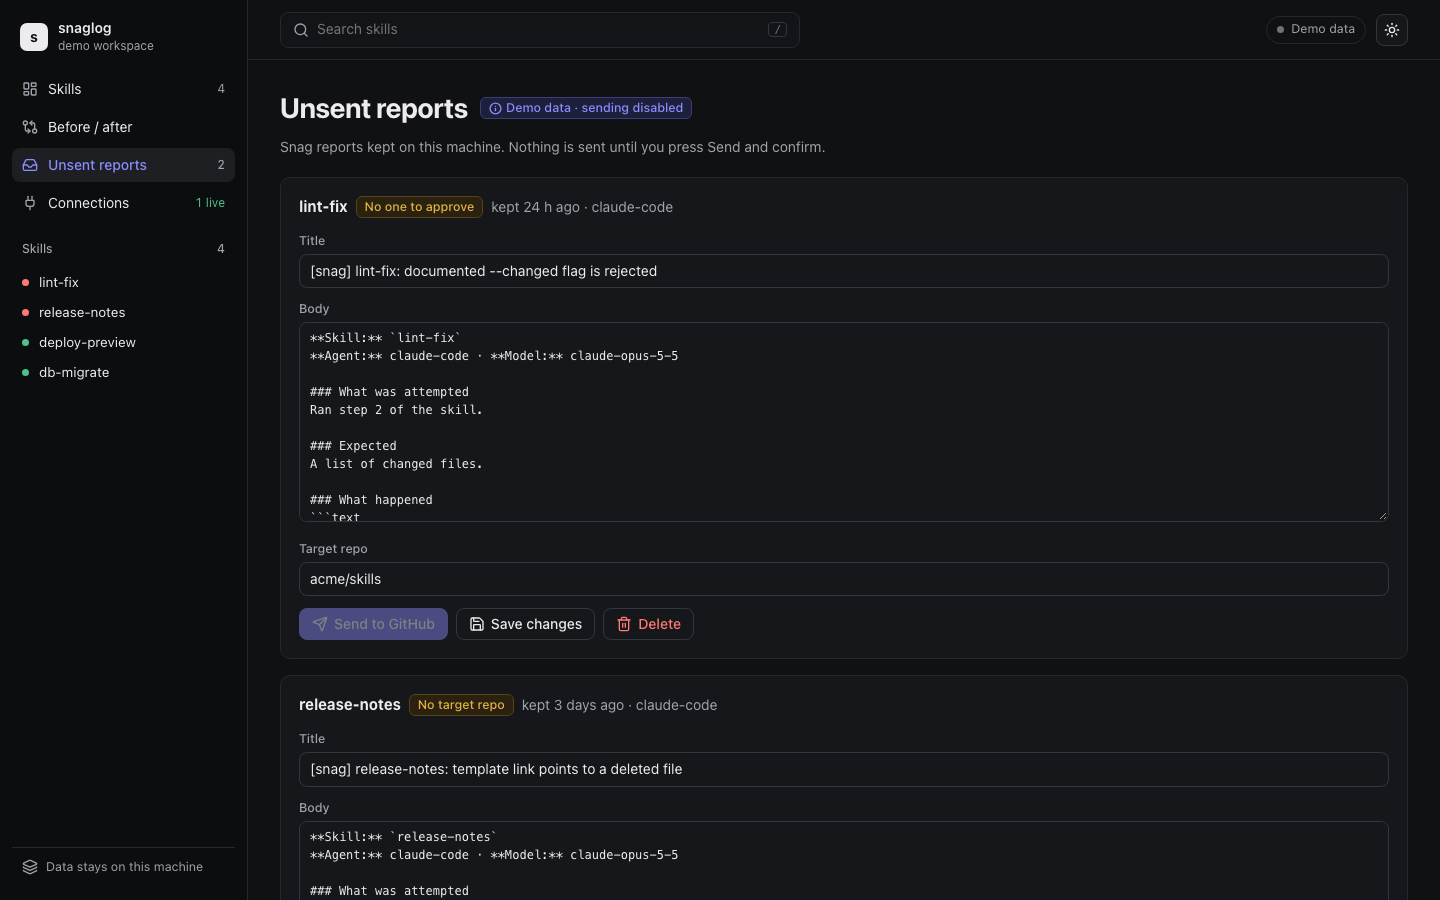 s
snaglog
demo workspace
Skills 4
Before / after
Unsent reports 2
Connections 1 live
Skills 4
lint-fix
release-notes
deploy-preview
db-migrate
Data stays on this machine
Search skills /
Demo data
Unsent reports
Demo data · sending disabled
Snag reports kept on this machine. Nothing is sent until you press Send and confirm.
lint-fix No one to approve kept 24 h ago · claude-code
Title
[snag] lint-fix: documented --changed flag is rejected
Body
**Skill:** `lint-fix`
**Agent:** claude-code · **Model:** claude-opus-5-5
### What was attempted
Ran step 2 of the skill.
### Expected
A list of changed files.
### What happened
```text
Target repo
acme/skills
Send to GitHub Save changes Delete
release-notes No target repo kept 3 days ago · claude-code
Title
[snag] release-notes: template link points to a deleted file
Body
**Skill:** `release-notes`
**Agent:** claude-code · **Model:** claude-opus-5-5
### What was attempted